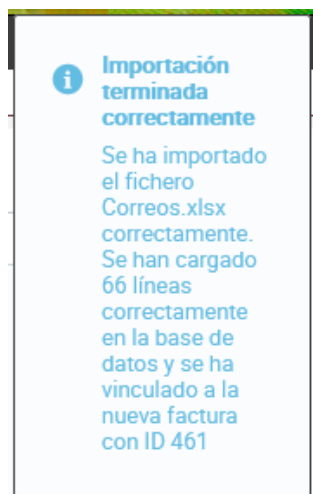 Importación
terminada
correctamente
Se ha importado
el fichero
Correos.xlsx
correctamente.
Se han cargado
66 líneas
correctamente
en la base de
datos y se ha
vinculado a la
nueva factura
con ID 461